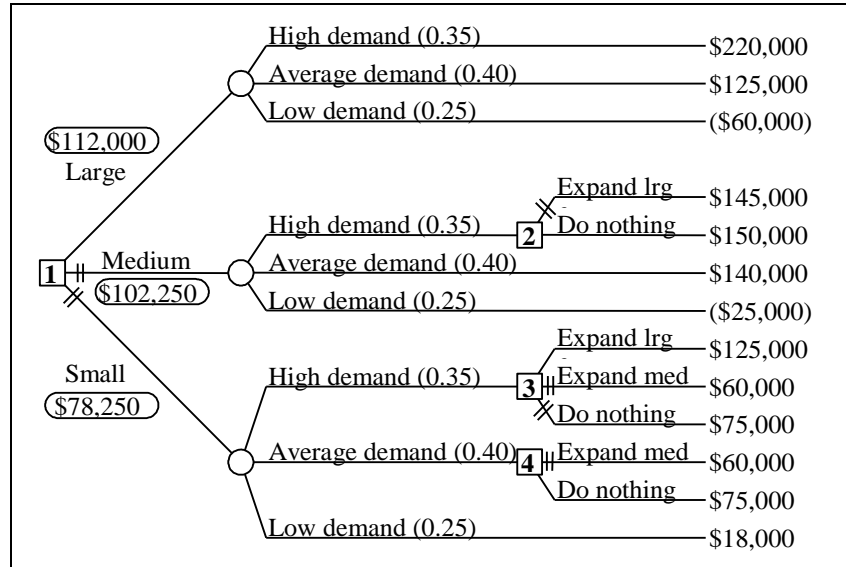 High demand (0.35)
$220,000
Average demand (0.40)
$125,000
Low demand (0.25)
($60,000)
$112,000
Large
Expand lrg
$145,000
High demand (0.35)
2
Do nothing
$150,000
1
Medium
$102,250
Average demand (0.40)
$140,000
Low demand (0.25)
($25,000)
Expand lrg
$125,000
Small
$78,250
High demand (0.35)
3
Expand med
$60,000
Do nothing
$75,000
Average demand (0.40)
4
Expand med
$60,000
Do nothing
$75,000
Low demand (0.25)
$18,000